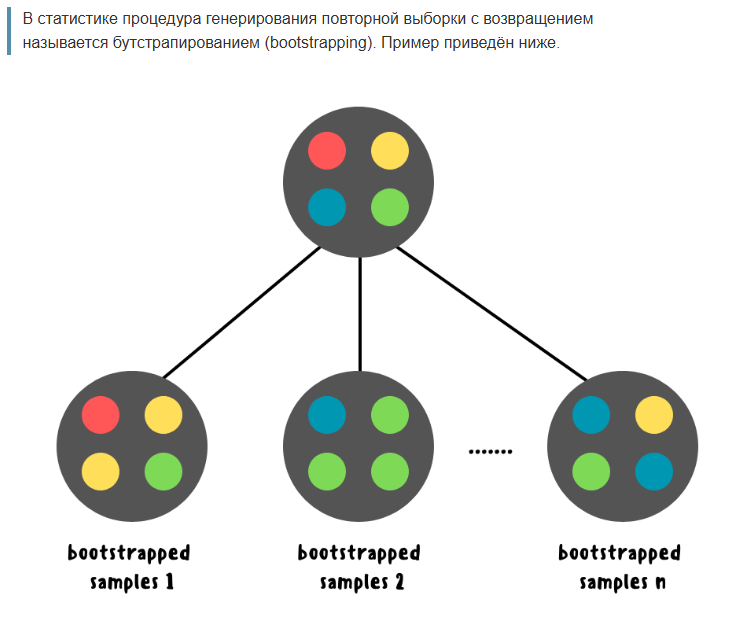 В статистике процедура генерирования повторной выборки с возвращением
называется бутстрапированием (bootstrapping). Пример приведён ниже.
.......
bootstrapped
samples 1
bootstrapped
samples 2
bootstrapped
samples n